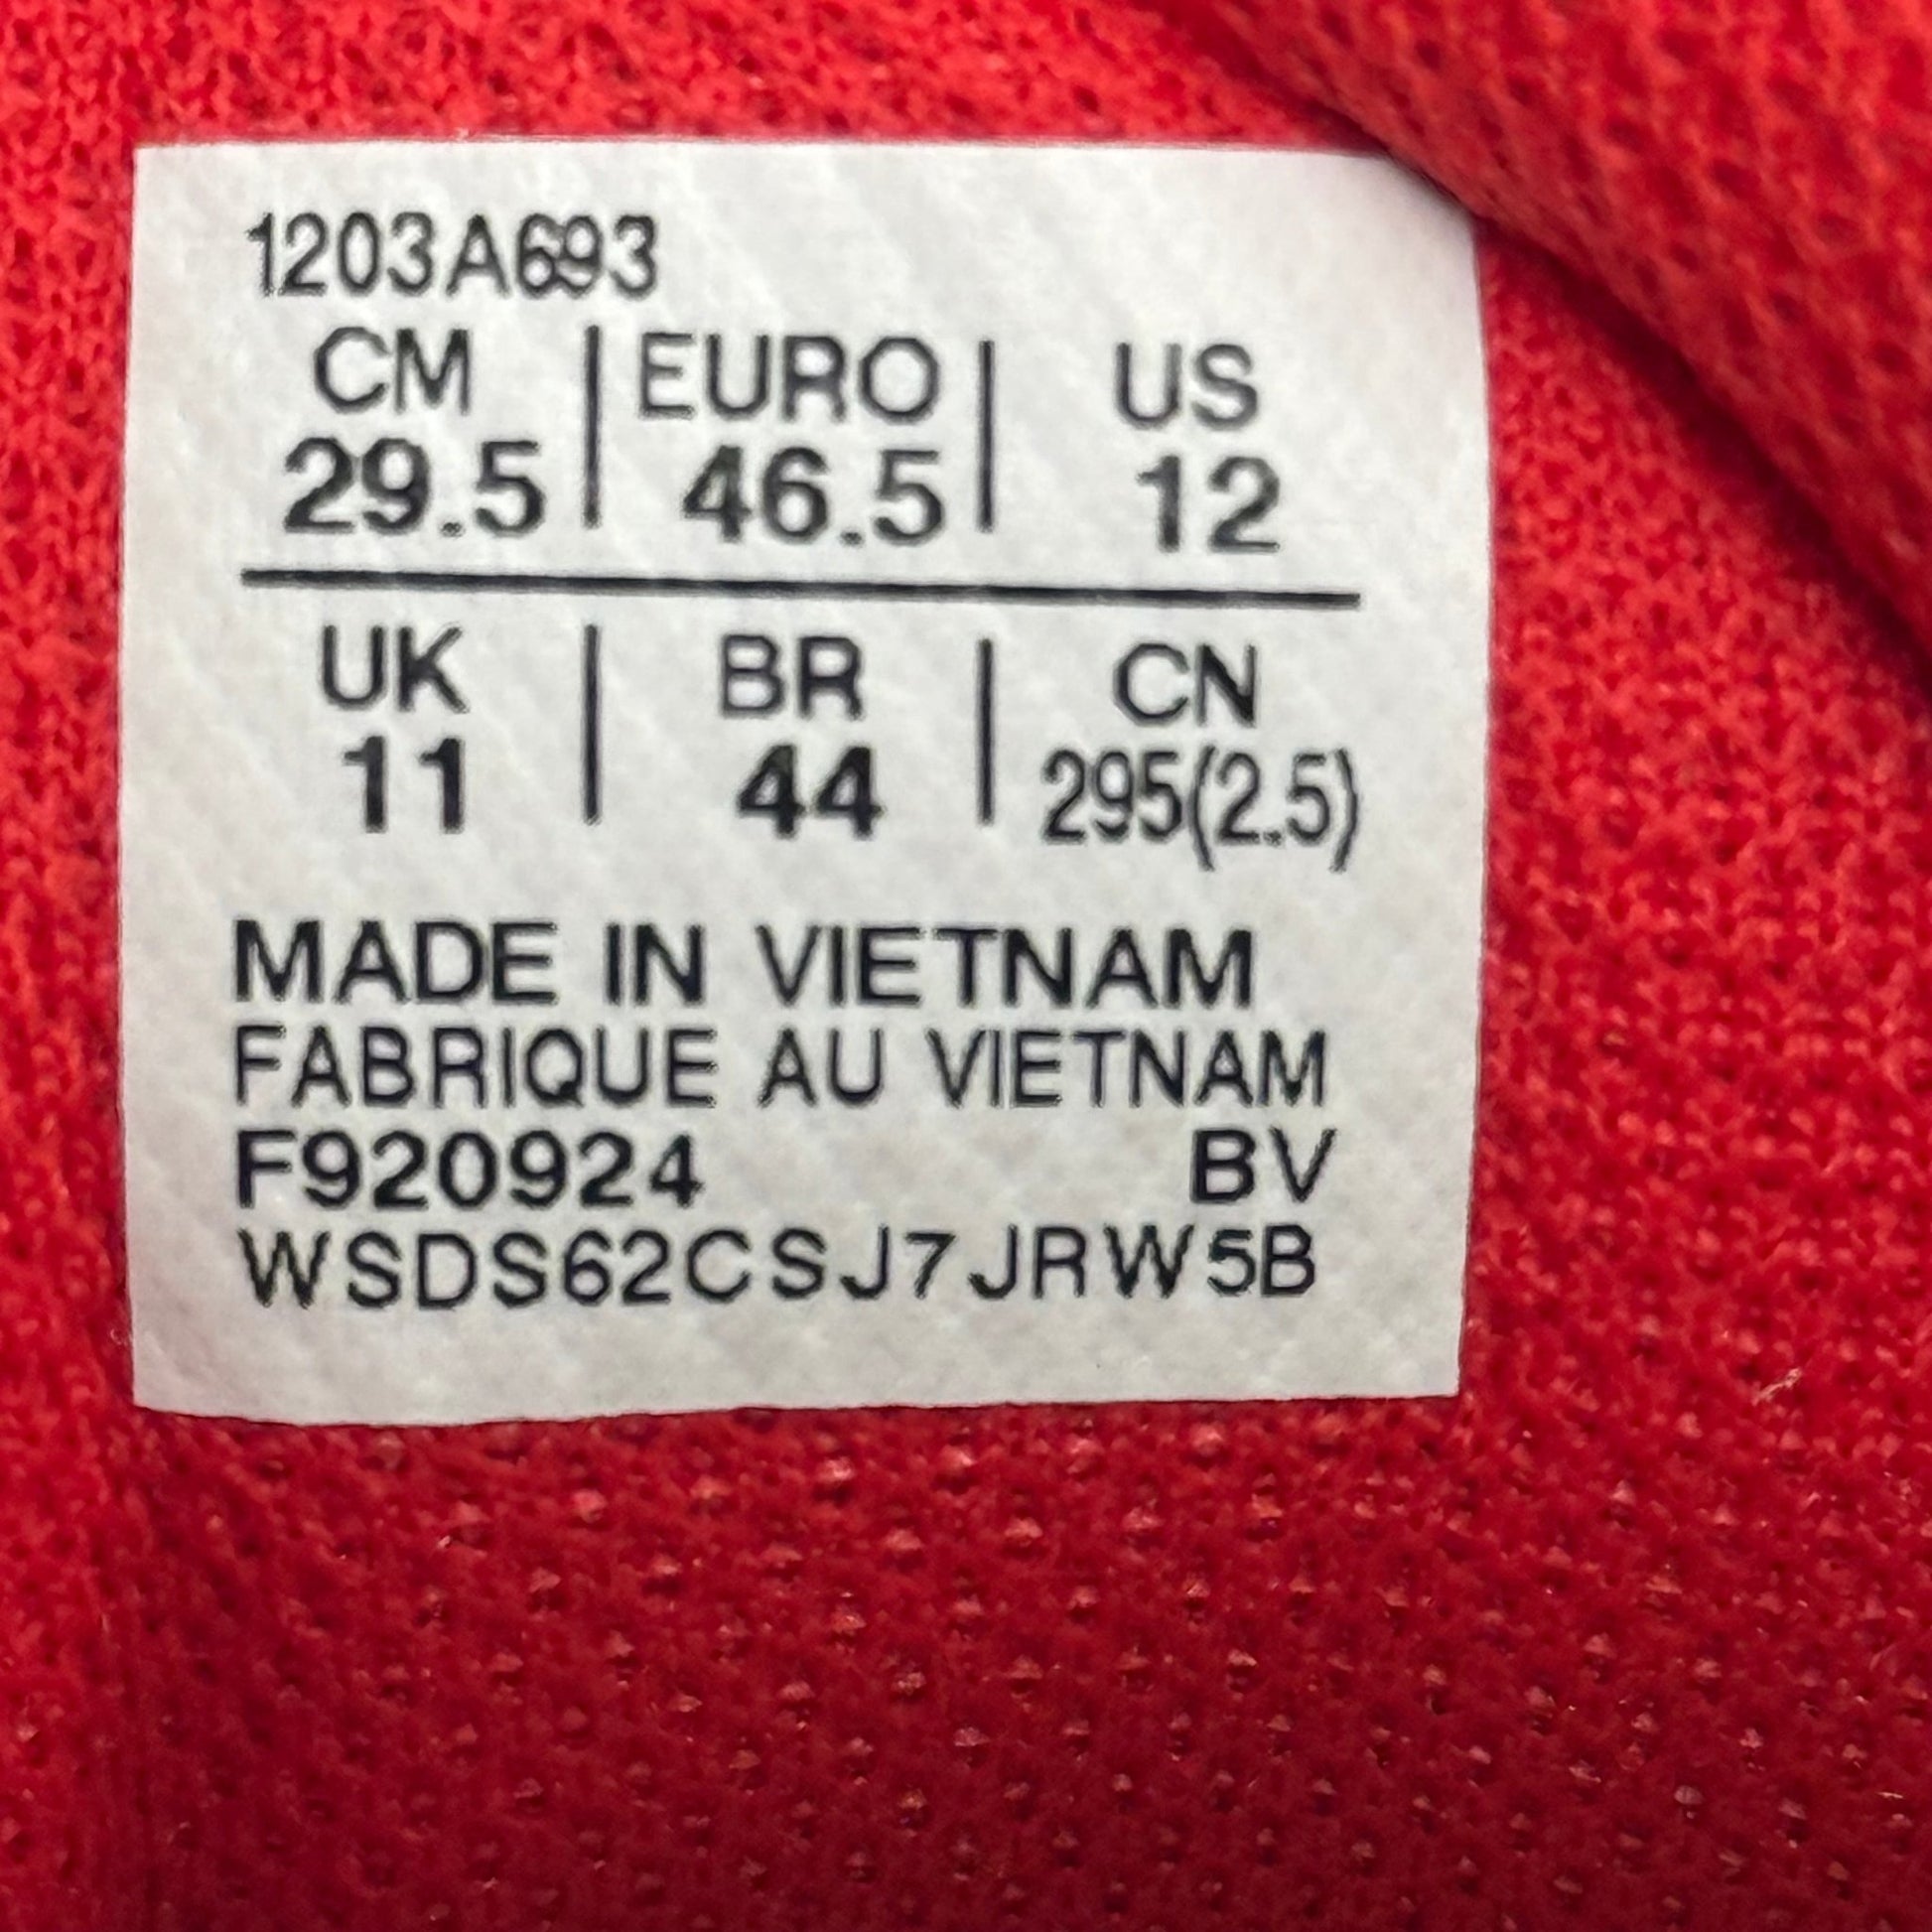 1203A693
CM | EURO | US
29.5 | 46.5 | 12
UK | BR | CN
11 | 44 | 295(2.5)
MADE IN VIETNAM
FABRIQUE AU VIETNAM
F920924 BV
WSDS62CSJ7JRW5B